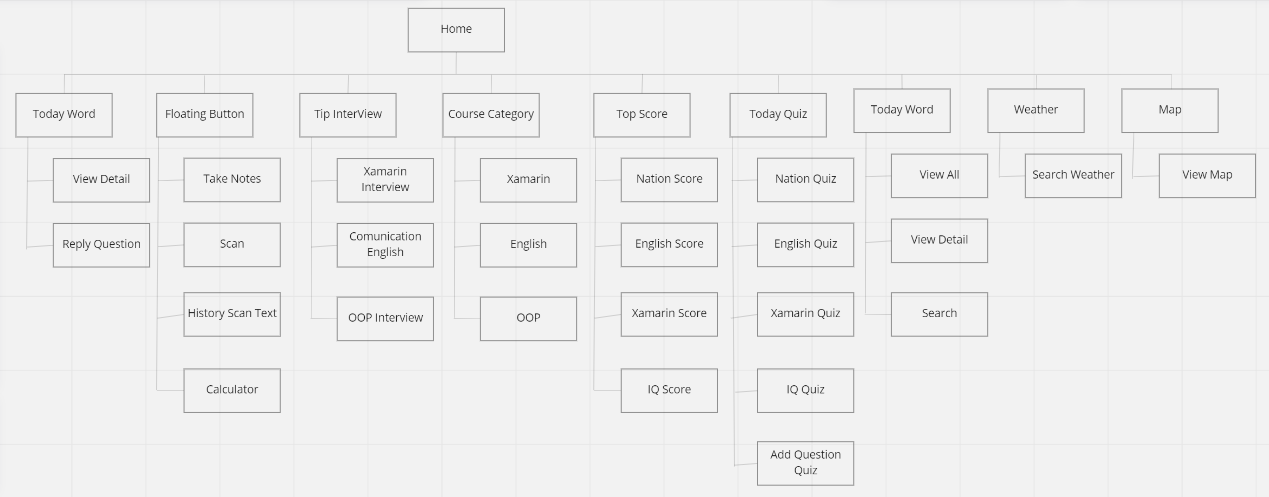 Home
Today Word
Floating Button
Tip InterView
Course Category
Top Score
Today Quiz
Today Word
Weather
Map
View Detail
Take Notes
Xamarin
Interview
Xamarin
Nation Score
Nation Quiz
View All
Search Weather
View Map
Reply Question
Scan
Comunication
English
English
English Score
English Quiz
View Detail
History Scan Text
OOP Interview
OOP
Xamarin Score
Xamarin Quiz
Search
Calculator
IQ Score
IQ Quiz
Add Question
Quiz